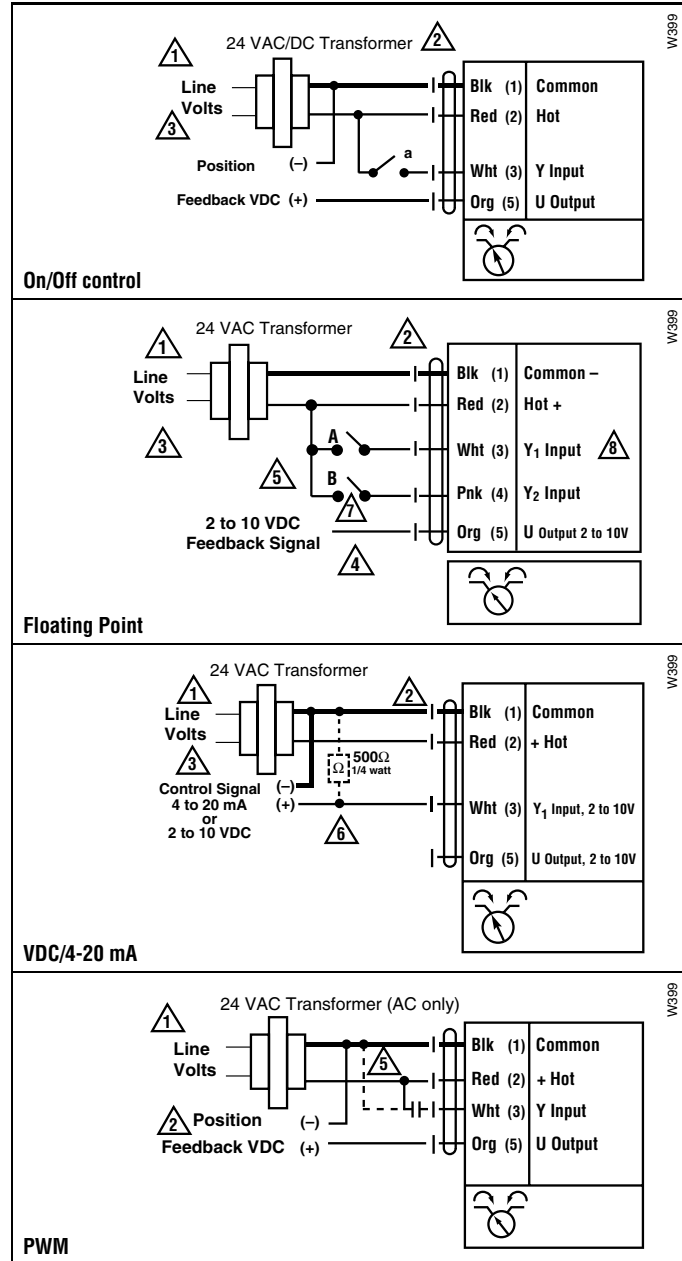 W399
24 VAC/DC Transformer
1
2
Line
Volts
3
Position (–)
Feedback VDC (+)
a
Blk (1) Common
Red (2) Hot
Wht (3) Y Input
Org (5) U Output
On/Off control
W399
24 VAC Transformer
1
2
Line
Volts
3
A
5
B
7
2 to 10 VDC
Feedback Signal
4
Blk (1) Common –
Red (2) Hot +
Wht (3) Y1 Input 8
Pnk (4) Y2 Input
Org (5) U Output 2 to 10V
Floating Point
W399
24 VAC Transformer
1
2
Line
Volts
3
500Ω
1/4 watt
Ω
Control Signal (–)
4 to 20 mA (+)
or
2 to 10 VDC
6
Blk (1) Common
Red (2) + Hot
Wht (3) Y1 Input, 2 to 10V
Org (5) U Output, 2 to 10V
VDC/4-20 mA
W399
24 VAC Transformer (AC only)
1
Line
Volts
5
2 Position (–)
Feedback VDC (+)
Blk (1) Common
Red (2) + Hot
Wht (3) Y Input
Org (5) U Output
PWM